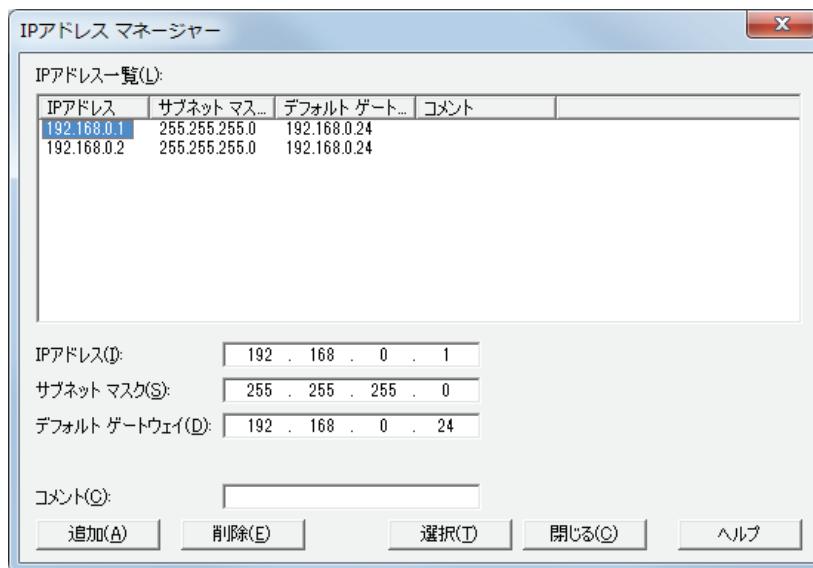 IPアドレス マネージャー
IPアドレス一覧(L):
IPアドレス サブネット マス... デフォルト ゲート... コメント
192.168.0.1 255.255.255.0 192.168.0.24
192.168.0.2 255.255.255.0 192.168.0.24
IPアドレス(I): 192 . 168 . 0 . 1
サブネット マスク(S): 255 . 255 . 255 . 0
デフォルト ゲートウェイ(D): 192 . 168 . 0 . 24
コメント(C):
追加(A) 削除(E) 選択(T) 閉じる(C) ヘルプ